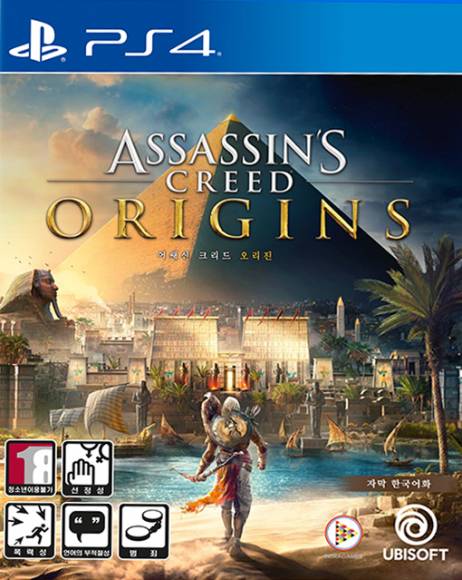 PS4
ASSASSIN'S
CREED
ORIGINS
어쌔신 크리드 오리진
자막 한국어화
18
청소년이용불가
선정성
폭력성
언어의 부적절성
범죄
UBISOFT